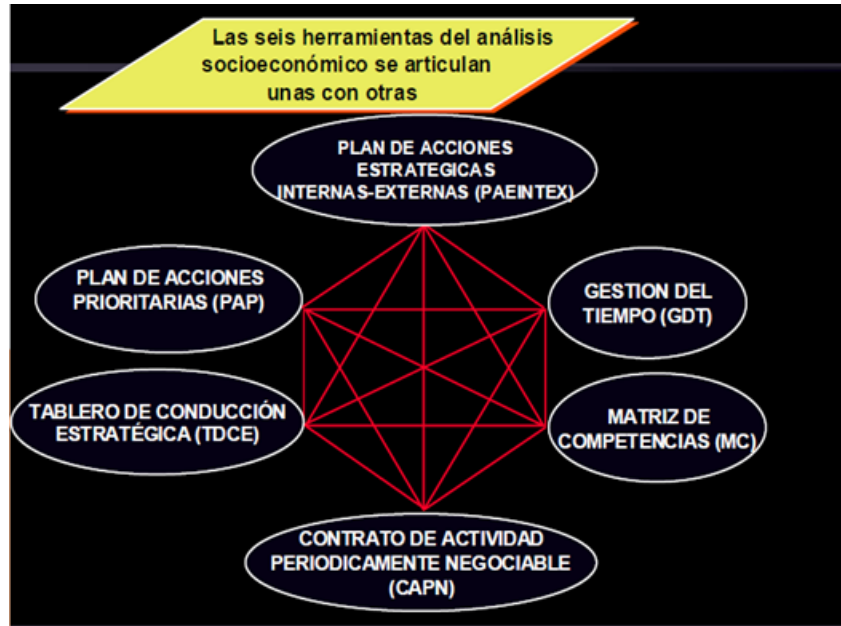 Las seis herramientas del análisis
socioeconómico se articulan
unas con otras
PLAN DE ACCIONES
ESTRATEGICAS
INTERNAS-EXTERNAS (PAEINTEX)
PLAN DE ACCIONES
PRIORITARIAS (PAP)
GESTION DEL
TIEMPO (GDT)
TABLERO DE CONDUCCIÓN
ESTRATÉGICA (TDCE)
MATRIZ DE
COMPETENCIAS (MC)
CONTRATO DE ACTIVIDAD
PERIODICAMENTE NEGOCIABLE
(CAPN)